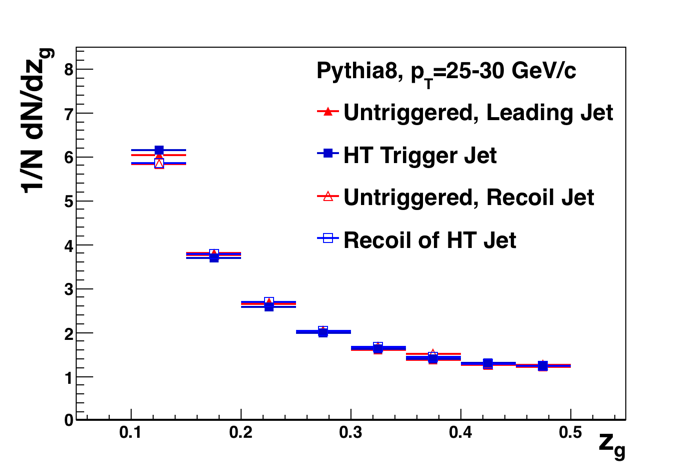 1/N dN/dz_g
8
7
6
5
4
3
2
1
0
Pythia8, p_T=25-30 GeV/c
Untriggered, Leading Jet
HT Trigger Jet
Untriggered, Recoil Jet
Recoil of HT Jet
0.1 0.2 0.3 0.4 0.5
z_g